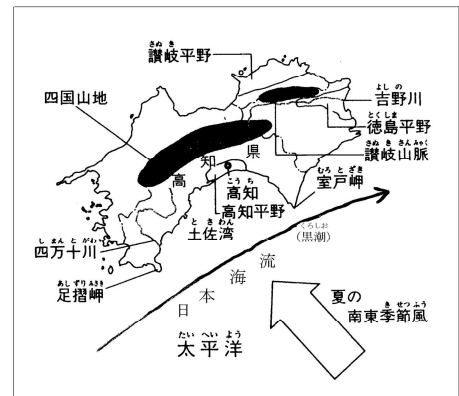 さぬき
讃岐平野
四国山地
よしの
吉野川
とくしま
徳島平野
さぬきさんみゃく
讃岐山脈
高知県
こうち
高知
高知平野
むろとざき
室戸岬
とさわん
土佐湾
くろしお
(黒潮)
しまんとがわ
四万十川
あしずりみさき
足摺岬
日本海流
たいへいよう
太平洋
夏の
きせつふう
南東季節風